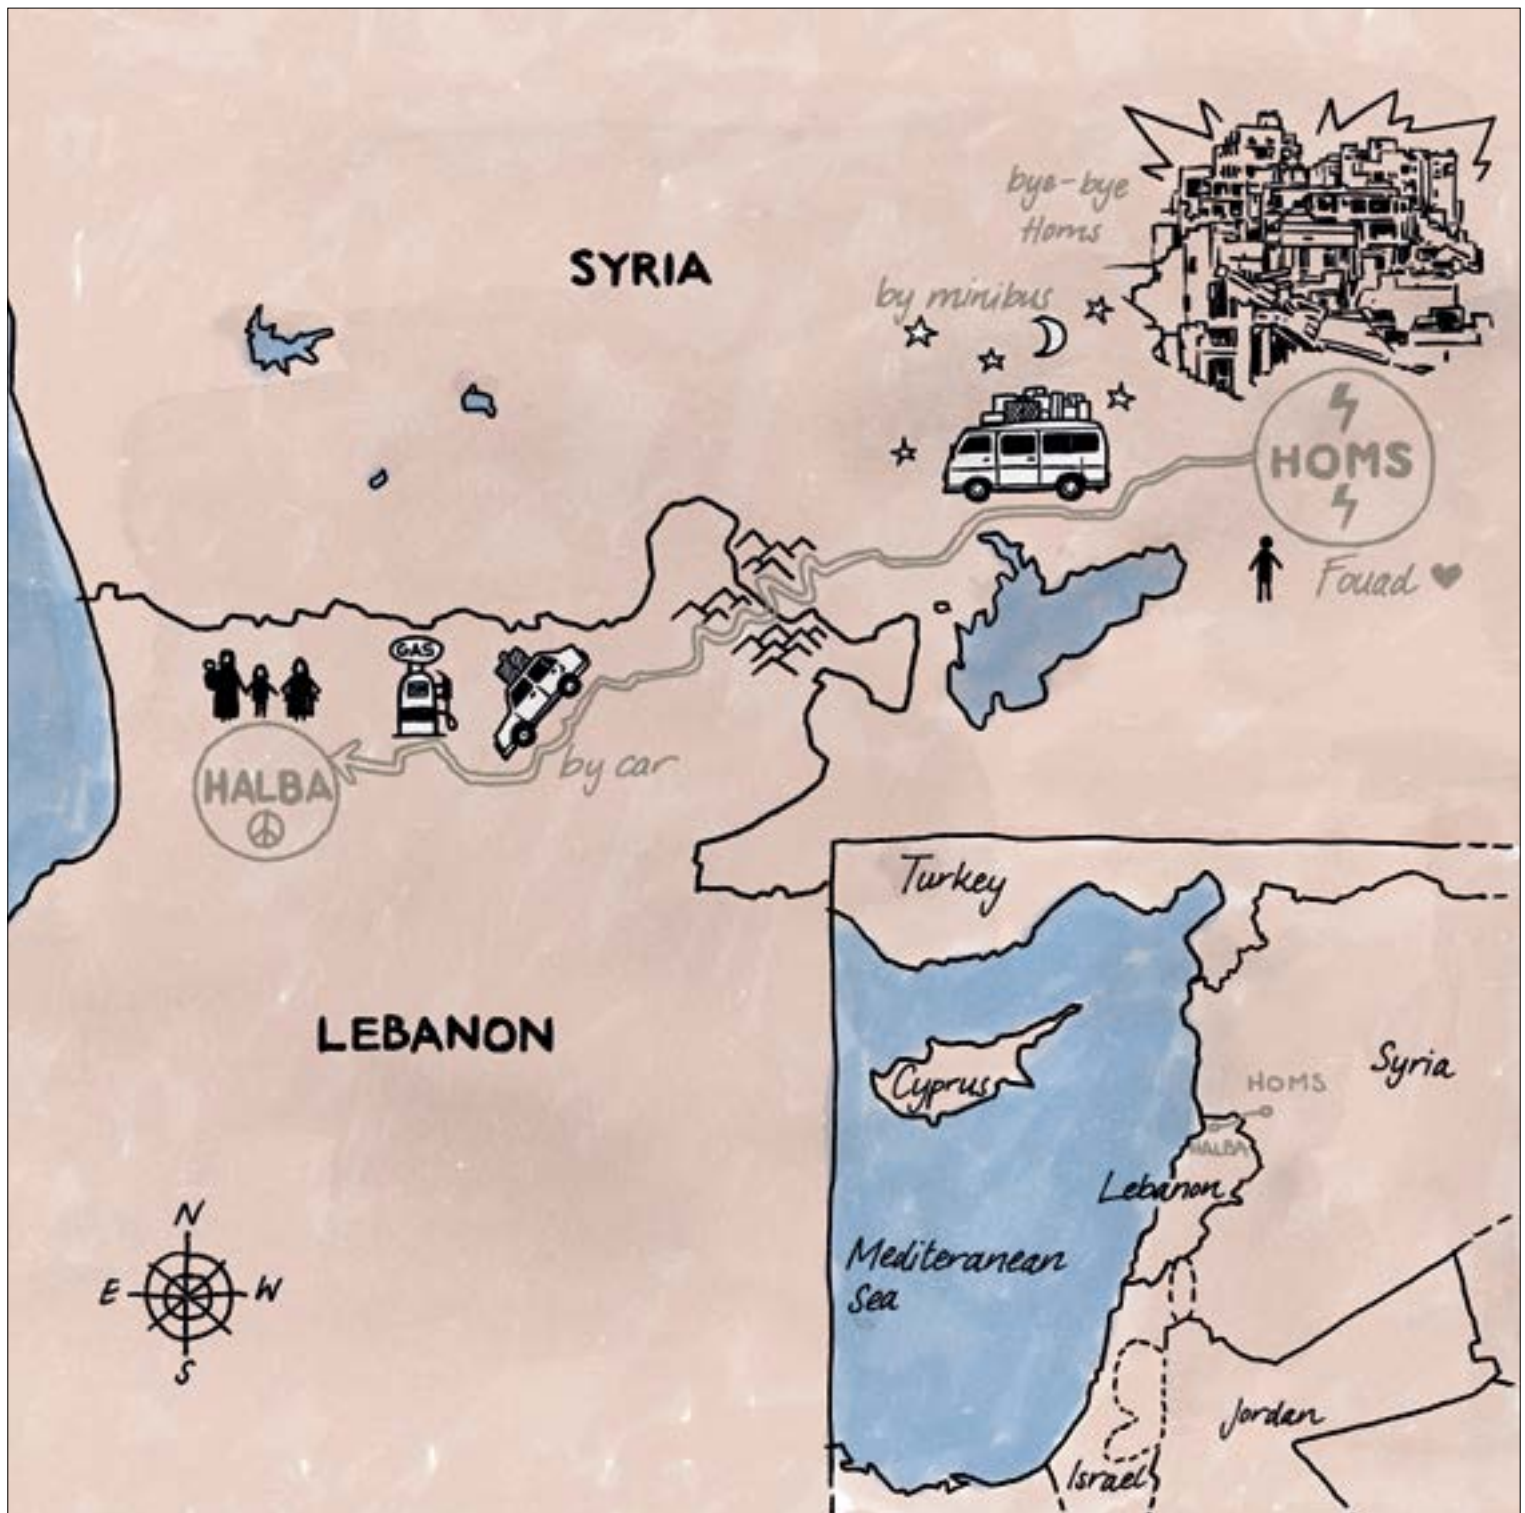 bye-bye
Homs
SYRIA
by minibus
HOMS
Fouad
GAS
by car
HALBA
LEBANON
Turkey
Cyprus
Syria
HOMS
HALBA
Lebanon
Mediteranean
Sea
Jordan
Israel
N
E W
S